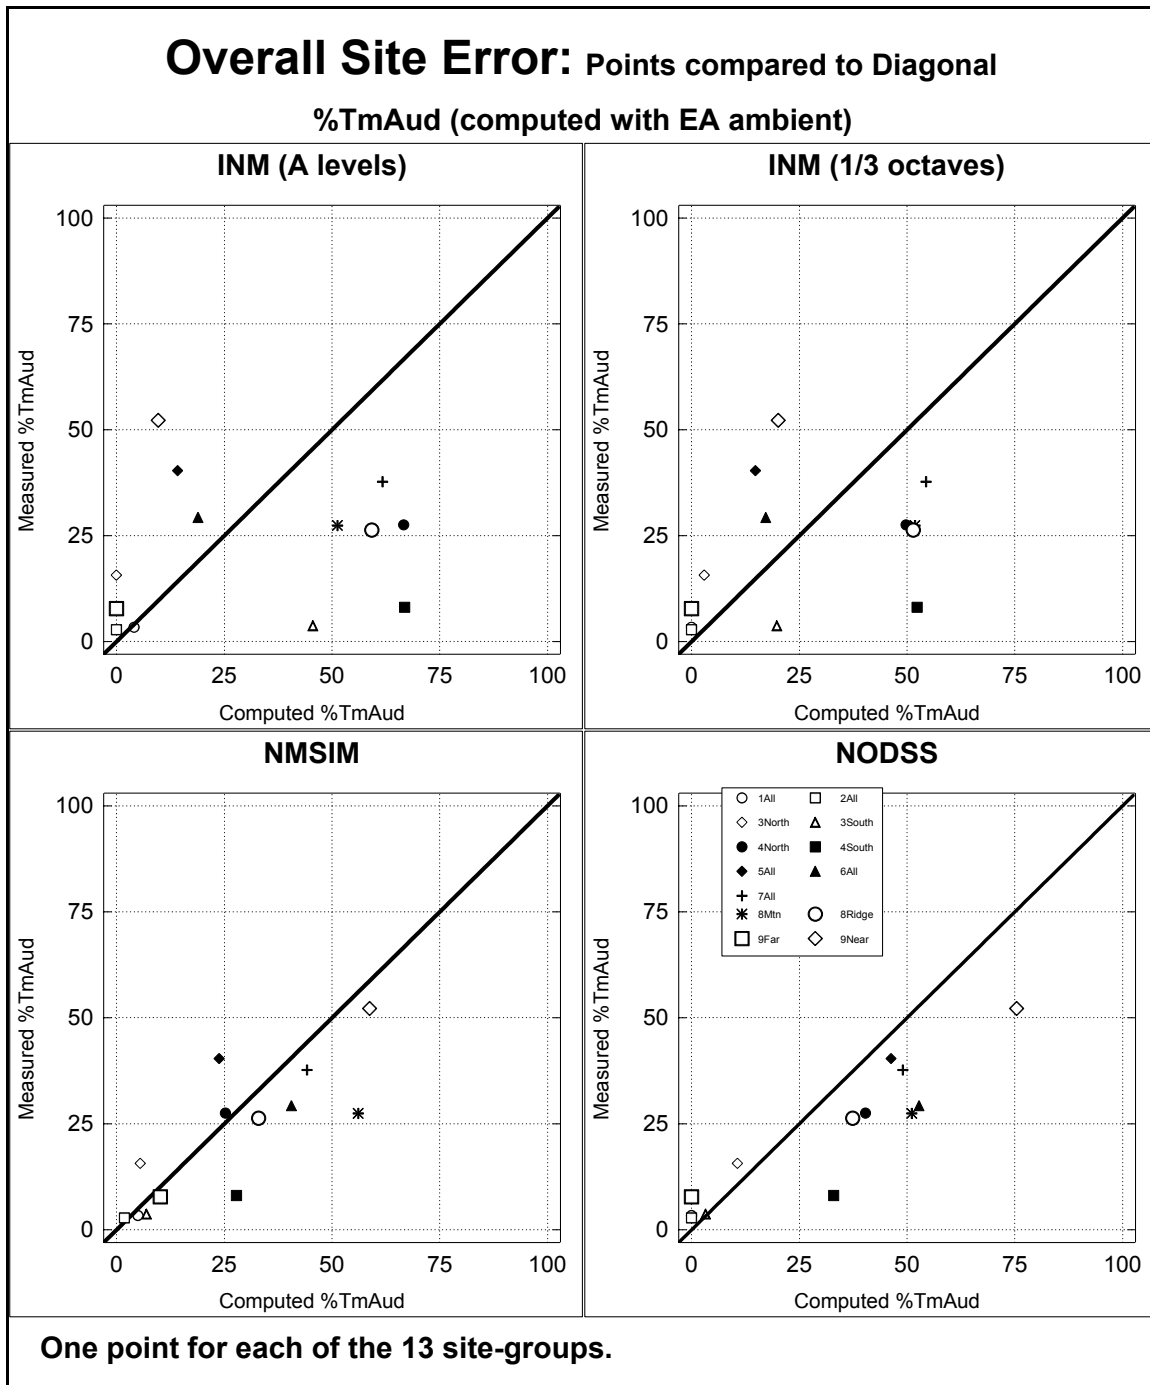 Overall Site Error: Points compared to Diagonal
%TmAud (computed with EA ambient)
INM (A levels)
100
75
50
25
0
Measured %TmAud
0 25 50 75 100
Computed %TmAud
INM (1/3 octaves)
100
75
50
25
0
Measured %TmAud
0 25 50 75 100
Computed %TmAud
NMSIM
100
75
50
25
0
Measured %TmAud
0 25 50 75 100
Computed %TmAud
NODSS
1All 2All
3North 3South
4North 4South
5All 6All
7All
8Mtn 8Ridge
9Far 9Near
100
75
50
25
0
Measured %TmAud
0 25 50 75 100
Computed %TmAud
One point for each of the 13 site-groups.